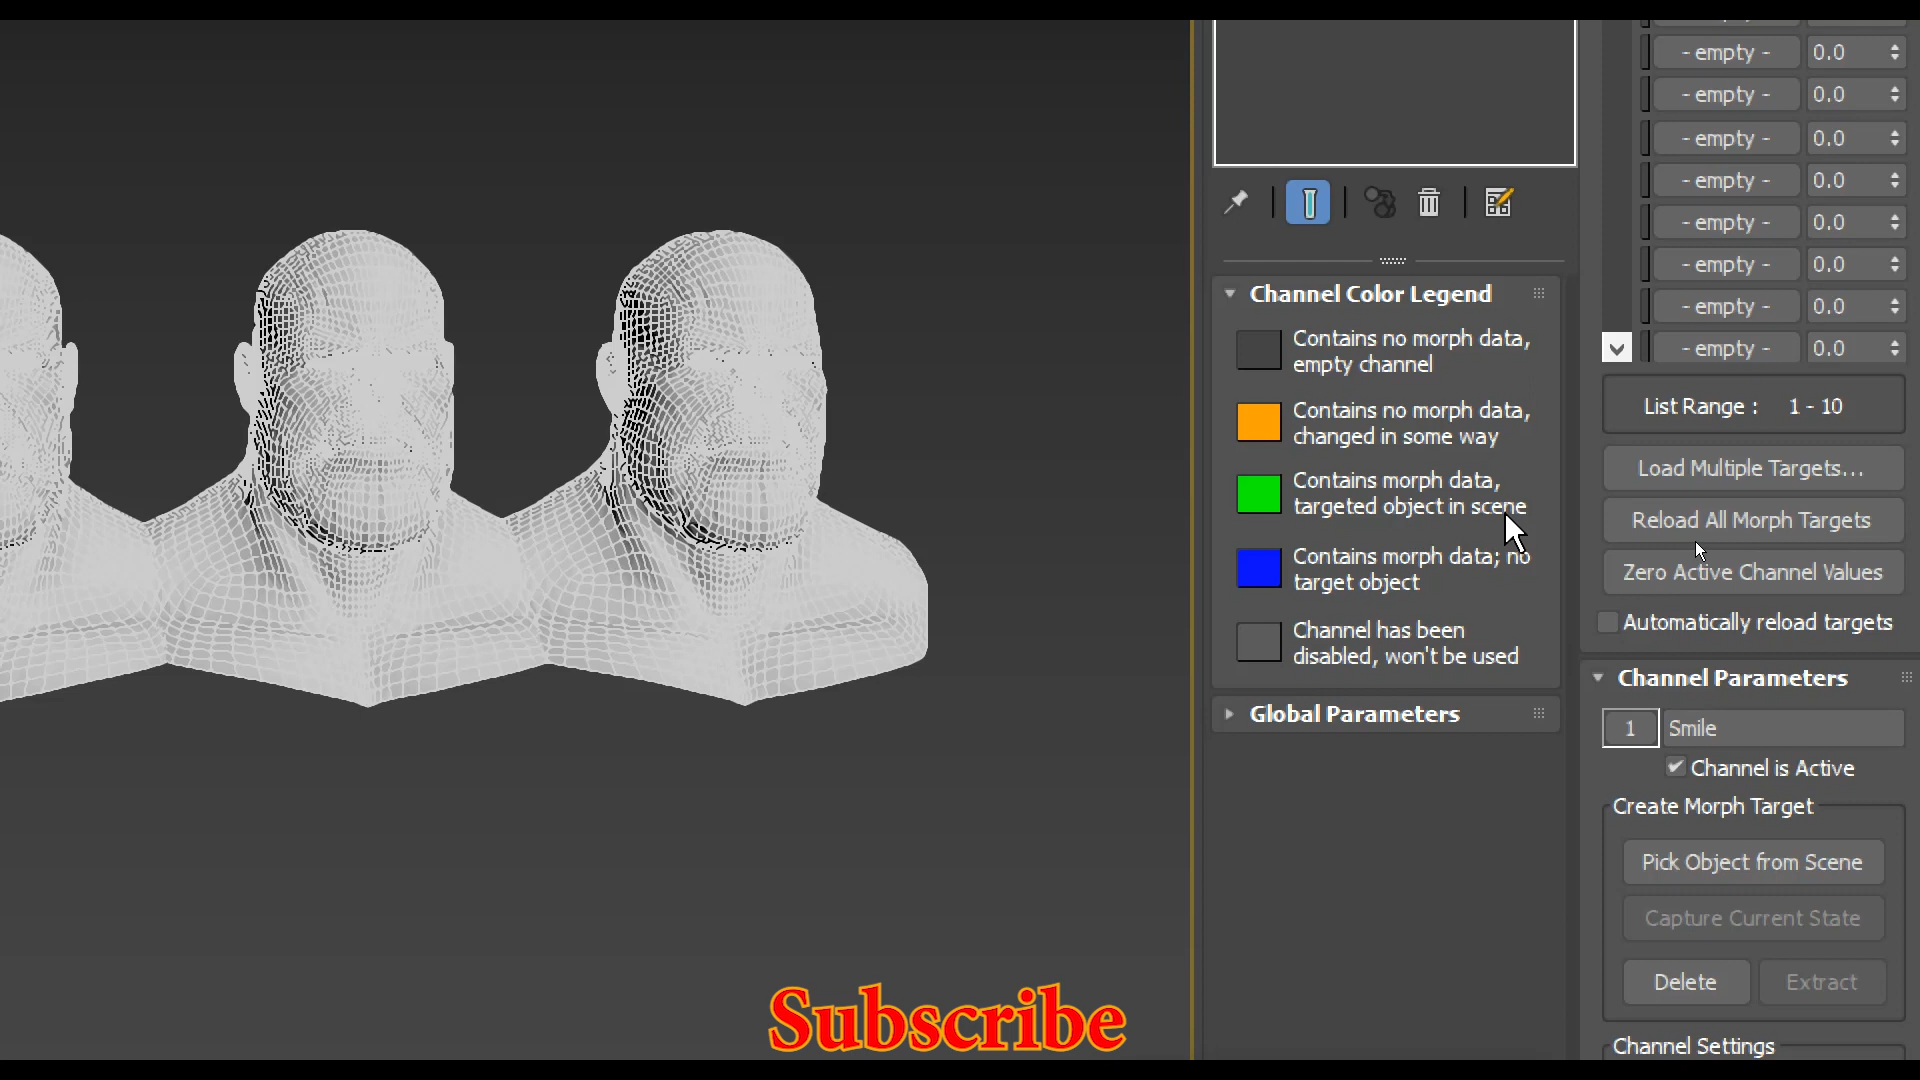 - empty - 0.0
- empty - 0.0
- empty - 0.0
- empty - 0.0
- empty - 0.0
- empty - 0.0
- empty - 0.0
- empty - 0.0
List Range : 1 - 10
Load Multiple Targets...
Reload All Morph Targets
Zero Active Channel Values
Automatically reload targets
Channel Color Legend
Contains no morph data,
empty channel
Contains no morph data,
changed in some way
Contains morph data,
targeted object in scene
Contains morph data; no
target object
Channel has been
disabled, won't be used
Global Parameters
Channel Parameters
1 Smile
Channel is Active
Create Morph Target
Pick Object from Scene
Capture Current State
Delete Extract
Channel Settings
Subscribe